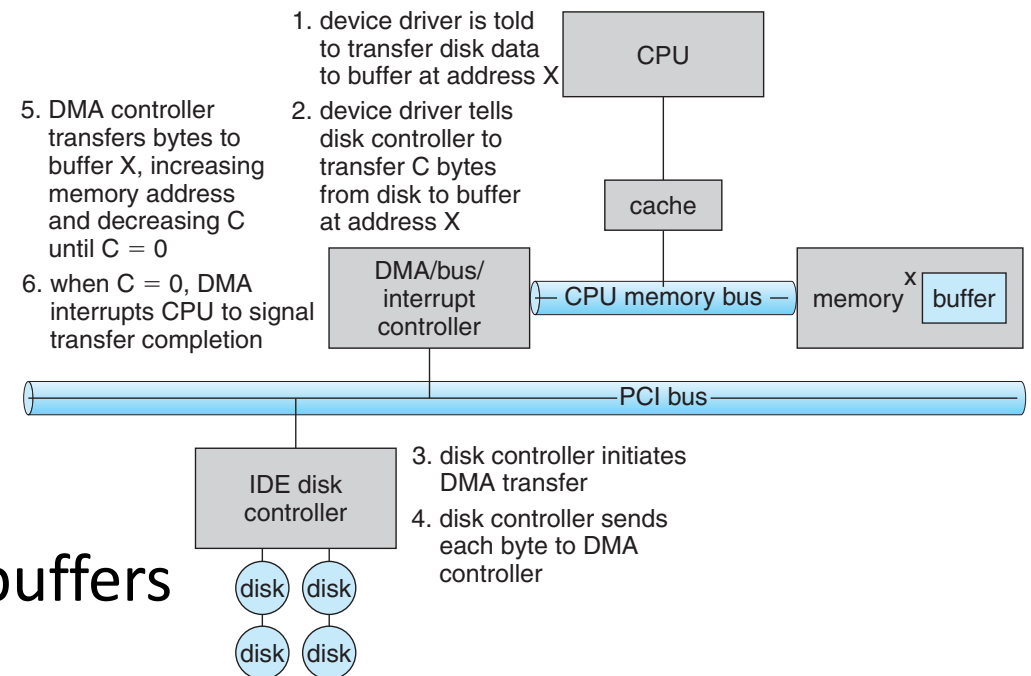 1. device driver is told
to transfer disk data
to buffer at address X
CPU
5. DMA controller
transfers bytes to
buffer X, increasing
memory address
and decreasing C
until C = 0
2. device driver tells
disk controller to
transfer C bytes
from disk to buffer
at address X
cache
6. when C = 0, DMA
interrupts CPU to signal
transfer completion
DMA/bus/
interrupt
controller
CPU memory bus
memory
X
buffer
PCI bus
IDE disk
controller
3. disk controller initiates
DMA transfer
4. disk controller sends
each byte to DMA
controller
buffers
disk
disk
disk
disk